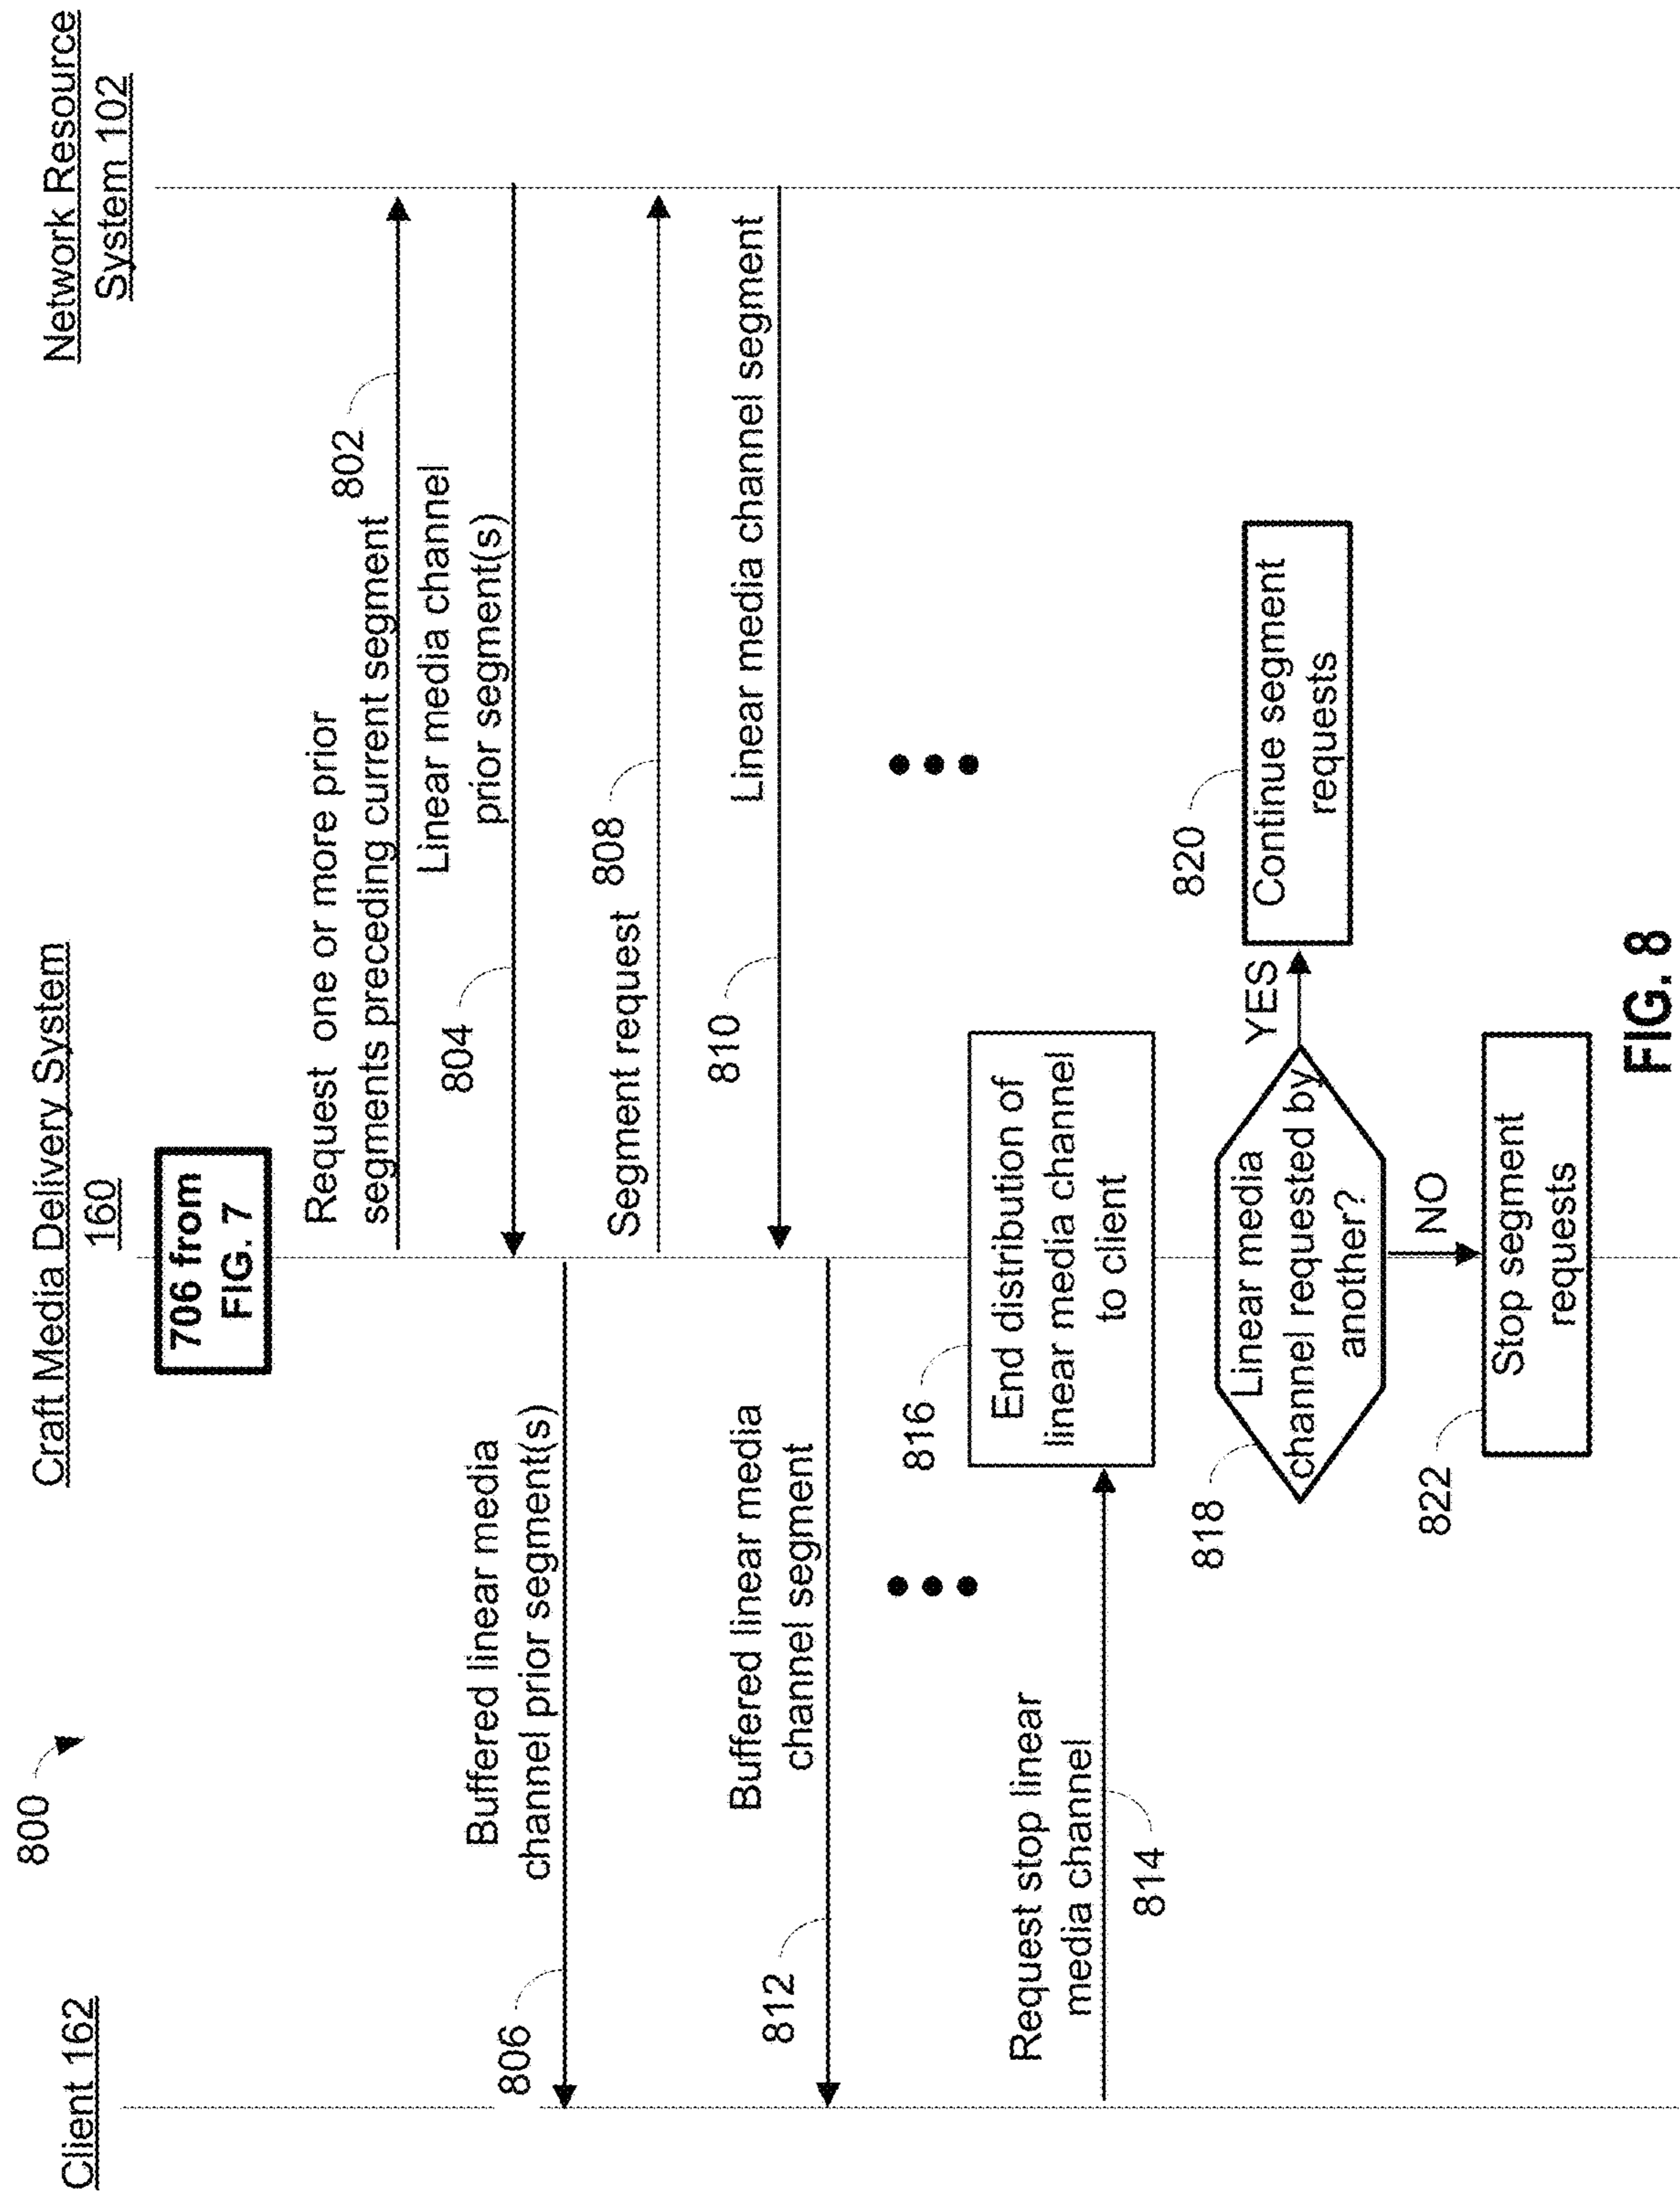 800
Client 162
Craft Media Delivery System
160
Network Resource
System 102
706 from
FIG. 7
Request one or more prior
segments preceding current segment
802
Linear media channel
prior segment(s)
804
Buffered linear media
channel prior segment(s)
806
Segment request
808
Linear media channel segment
810
Buffered linear media
channel segment
812
Request stop linear
media channel
814
816
End distribution of
linear media channel
to client
818
Linear media
channel requested by
another?
YES
820
Continue segment
requests
NO
822
Stop segment
requests
FIG. 8